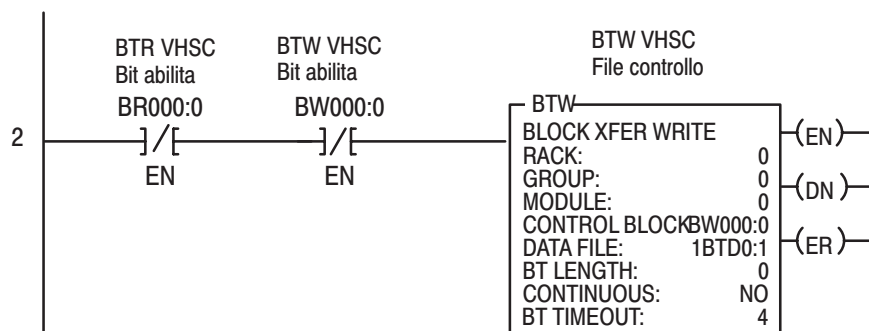 BTR VHSC
Bit abilita
BR000:0
] / [
EN
BTW VHSC
Bit abilita
BW000:0
] / [
EN
BTW VHSC
File controllo
2
BTW
BLOCK XFER WRITE
RACK: 0
GROUP: 0
MODULE: 0
CONTROL BLOCKBW000:0
DATA FILE: 1BTD0:1
BT LENGTH: 0
CONTINUOUS: NO
BT TIMEOUT: 4
(EN)
(DN)
(ER)